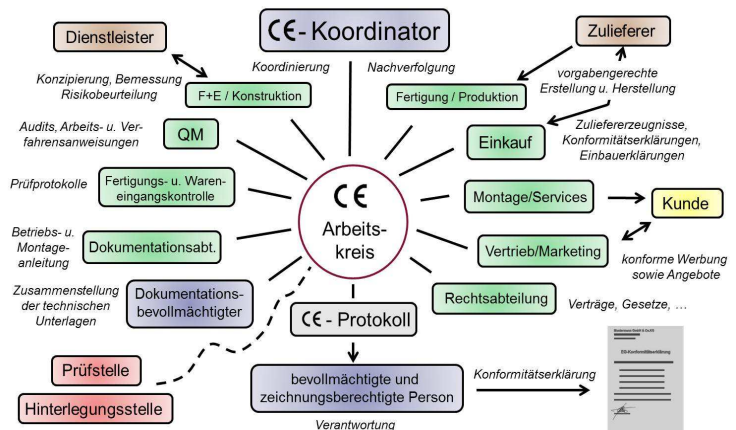 Dienstleister
CE - Koordinator
Zulieferer
Konzipierung, Bemessung
Risikobeurteilung
Koordinierung
Nachverfolgung
vorgabengerechte
Erstellung u. Herstellung
F+E / Konstruktion
Fertigung / Produktion
Audits, Arbeits- u. Ver-
fahrensanweisungen
QM
Einkauf
Zuliefererzeugnisse,
Konformitätserklärungen,
Einbauerklärungen
Prüfprotokolle
Fertigungs- u. Waren-
eingangskontrolle
CE
Arbeits-
kreis
Montage/Services
Kunde
Betriebs- u.
Montage-
anleitung
Dokumentationsabt.
Vertrieb/Marketing
konforme Werbung
sowie Angebote
Zusammenstellung
der technischen
Unterlagen
Dokumentations-
bevollmächtigter
Rechtsabteilung
Verträge, Gesetze, ...
CE - Protokoll
Prüfstelle
Hinterlegungsstelle
bevollmächtigte und
zeichnungsberechtigte Person
Verantwortung
Konformitätserklärung
EG-Konformitätserklärung